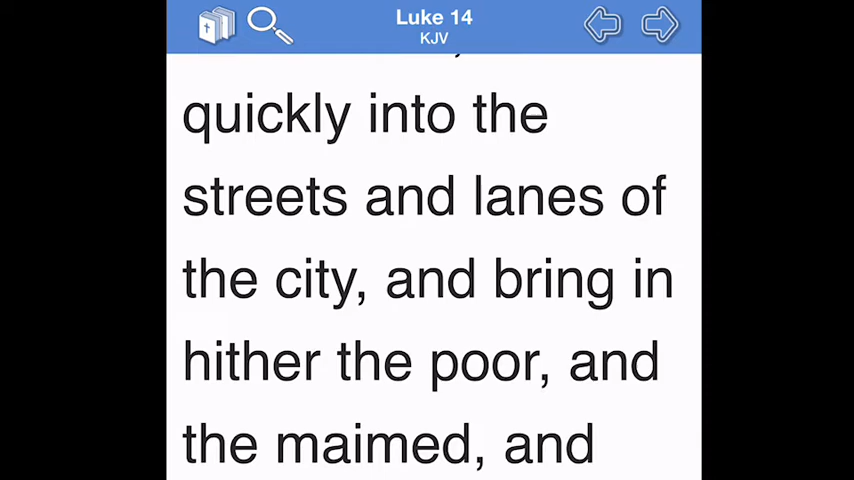 Luke 14
KJV
quickly into the
streets and lanes of
the city, and bring in
hither the poor, and
the maimed, and